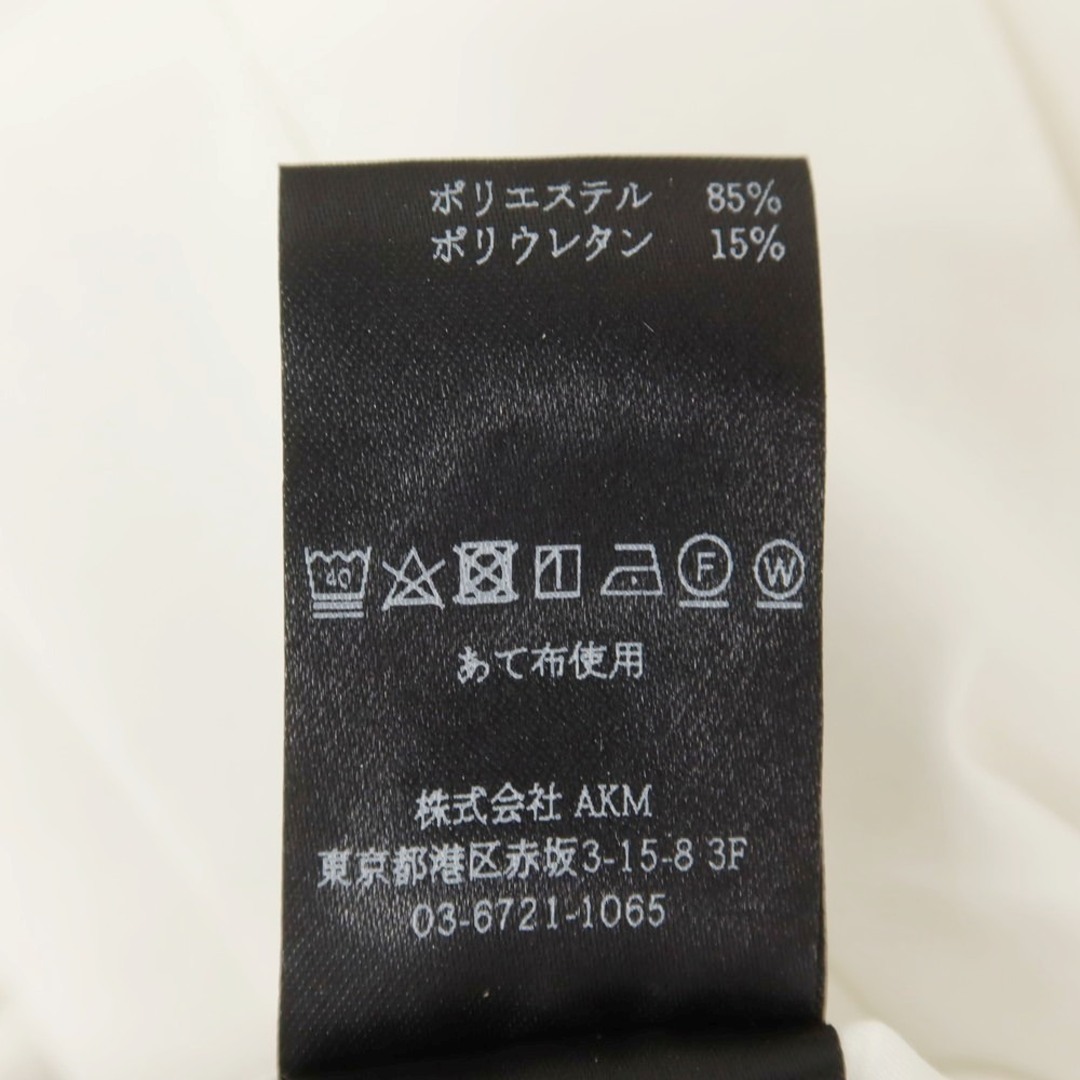 ポリエステル 85%
ポリウレタン 15%
40 F W
あて布使用
株式会社 AKM
東京都港区赤坂3-15-8 3F
03-6721-1065